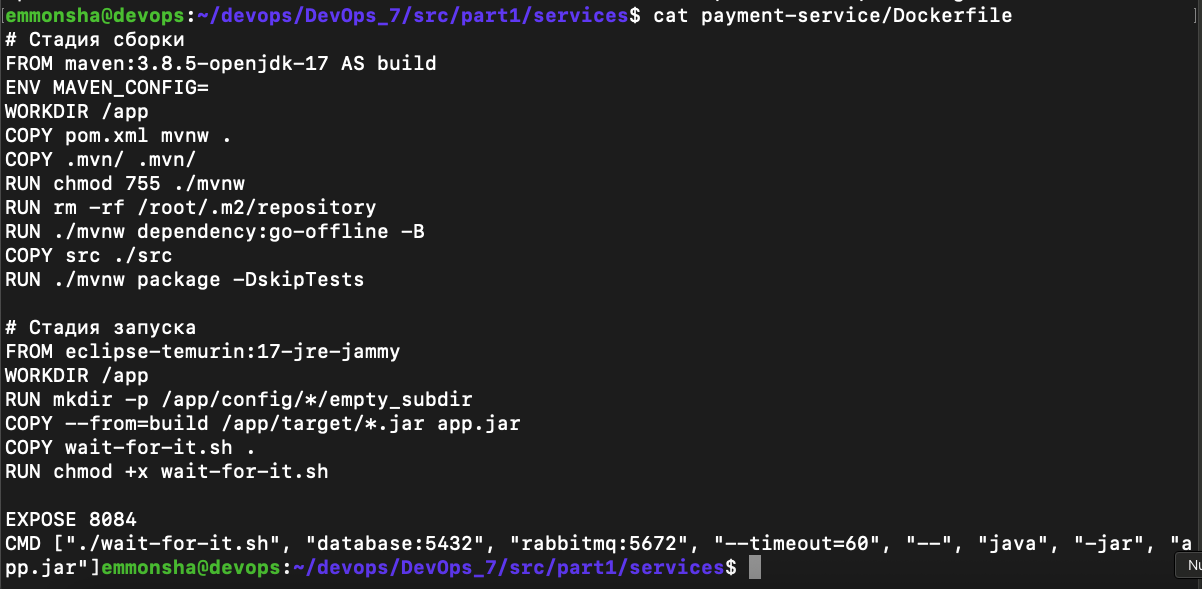 emmonsha@devops:~/devops/DevOps_7/src/part1/services$ cat payment-service/Dockerfile
# Стадия сборки
FROM maven:3.8.5-openjdk-17 AS build
ENV MAVEN_CONFIG=
WORKDIR /app
COPY pom.xml mvnw .
COPY .mvn/ .mvn/
RUN chmod 755 ./mvnw
RUN rm -rf /root/.m2/repository
RUN ./mvnw dependency:go-offline -B
COPY src ./src
RUN ./mvnw package -DskipTests

# Стадия запуска
FROM eclipse-temurin:17-jre-jammy
WORKDIR /app
RUN mkdir -p /app/config/*/empty_subdir
COPY --from=build /app/target/*.jar app.jar
COPY wait-for-it.sh .
RUN chmod +x wait-for-it.sh

EXPOSE 8084
CMD ["./wait-for-it.sh", "database:5432", "rabbitmq:5672", "--timeout=60", "--", "java", "-jar", "a
pp.jar"]emmonsha@devops:~/devops/DevOps_7/src/part1/services$